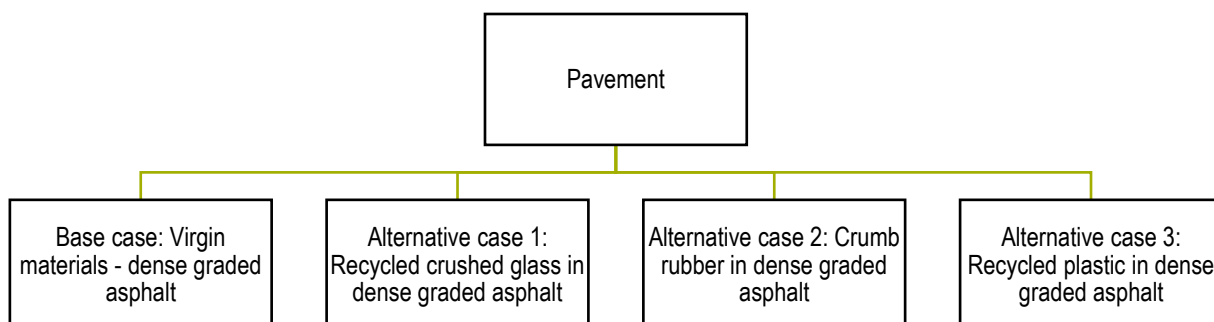 Pavement
Base case: Virgin
materials - dense graded
asphalt
Alternative case 1:
Recycled crushed glass in
dense graded asphalt
Alternative case 2: Crumb
rubber in dense graded
asphalt
Alternative case 3:
Recycled plastic in dense
graded asphalt